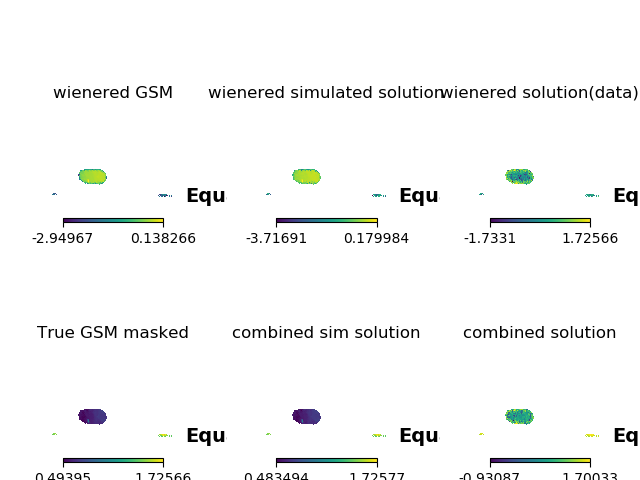 wienered GSM
wienered simulated solution
wienered solution(data)
Equ
Equ
Eq
-2.94967 0.138266
-3.71691 0.179984
-1.7331 1.72566
True GSM masked
combined sim solution
combined solution
Equ
Equ
Eq
0.49395 1.72566
0.483494 1.72577
-0.93087 1.70033